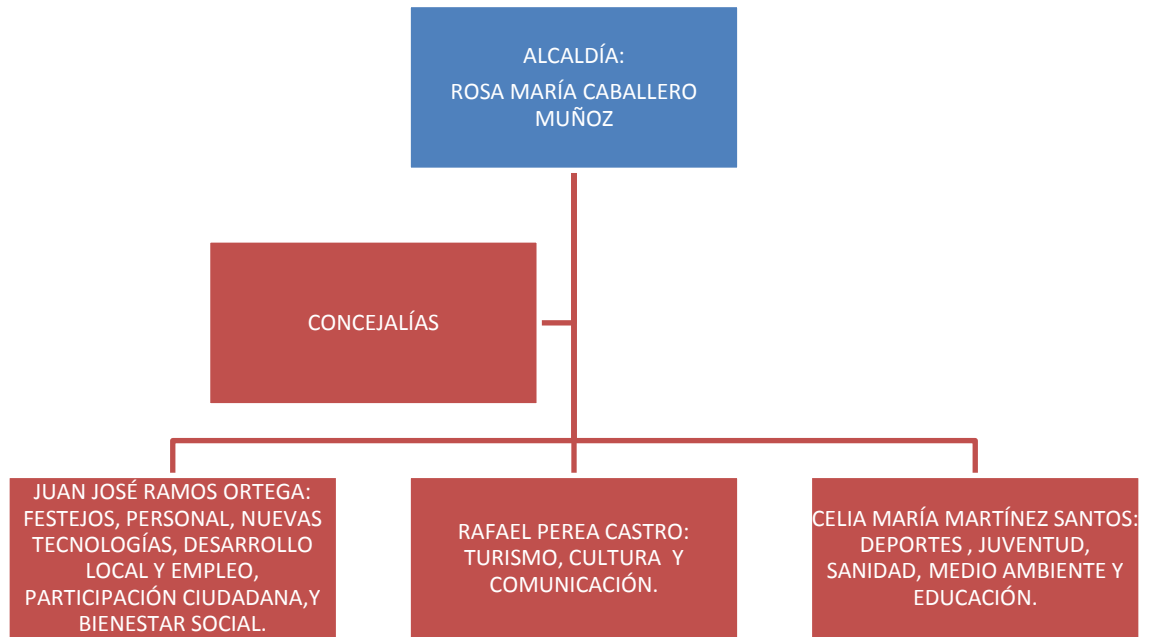 ALCALDÍA:
ROSA MARÍA CABALLERO
MUÑOZ
CONCEJALÍAS
JUAN JOSÉ RAMOS ORTEGA:
FESTEJOS, PERSONAL, NUEVAS
TECNOLOGÍAS, DESARROLLO
LOCAL Y EMPLEO,
PARTICIPACIÓN CIUDADANA,Y
BIENESTAR SOCIAL.
RAFAEL PEREA CASTRO:
TURISMO, CULTURA Y
COMUNICACIÓN.
CELIA MARÍA MARTÍNEZ SANTOS:
DEPORTES , JUVENTUD,
SANIDAD, MEDIO AMBIENTE Y
EDUCACIÓN.